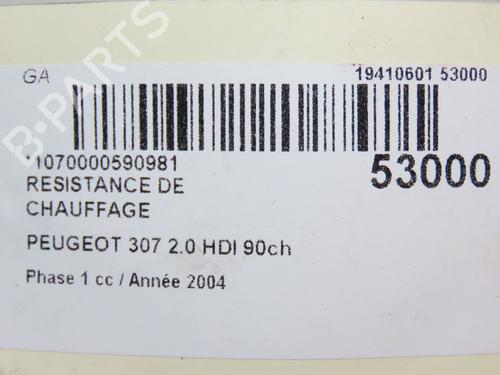 GA
19410601 53000
*1070000590981
53000
RESISTANCE DE
CHAUFFAGE
PEUGEOT 307 2.0 HDI 90ch
Phase 1 cc / Année 2004
B-PARTS